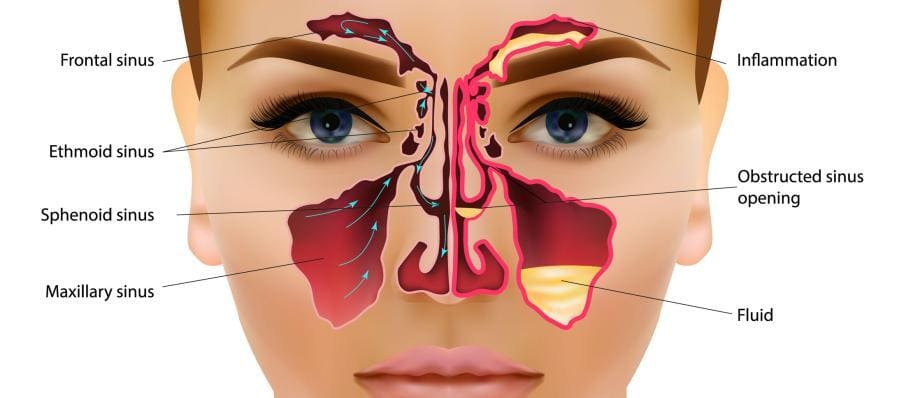 Frontal sinus
Ethmoid sinus
Sphenoid sinus
Maxillary sinus
Inflammation
Obstructed sinus
opening
Fluid